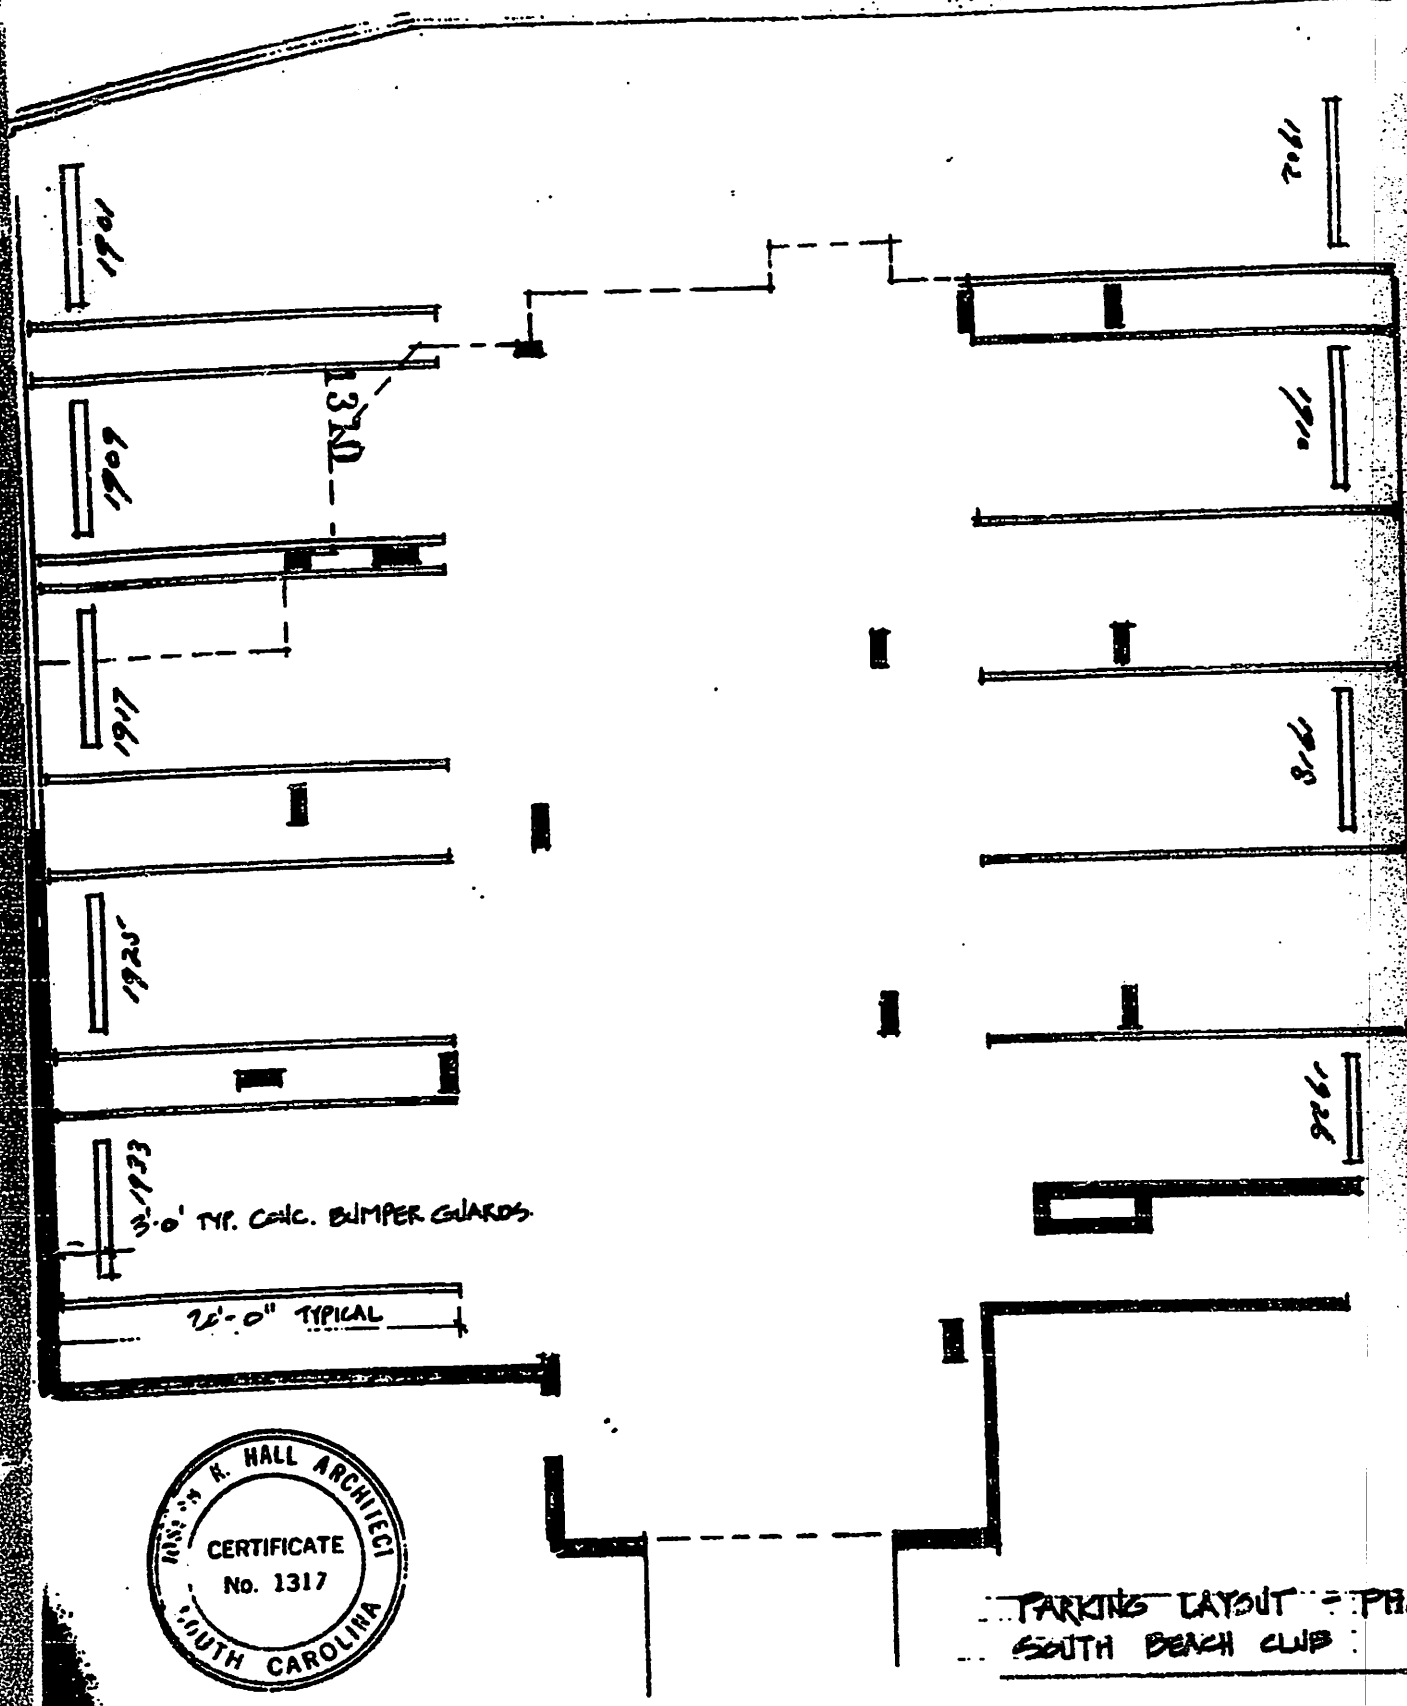 1901
1902
1320
1909
1910
1917
1918
1925
1926
1933
3'-0" TYP. CONC. BUMPER GUARDS.
-0" TYPICAL
R. HALL ARCHITECT
CERTIFICATE
No. 1317
SOUTH CAROLINA
PARKING LAYOUT -
SOUTH BEACH CLUB